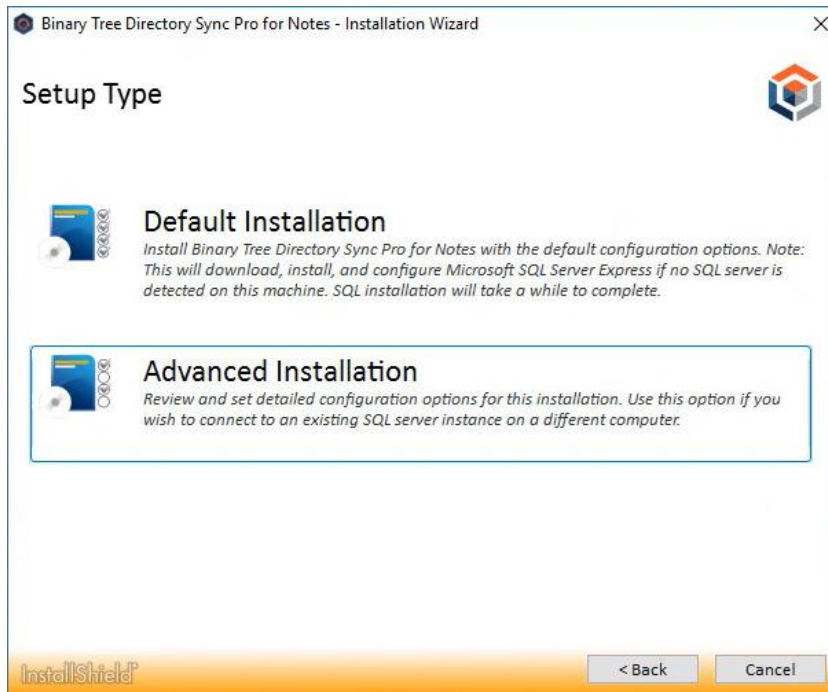 Binary Tree Directory Sync Pro for Notes - Installation Wizard
Setup Type
Default Installation
Install Binary Tree Directory Sync Pro for Notes with the default configuration options. Note:
This will download, install, and configure Microsoft SQL Server Express if no SQL server is
detected on this machine. SQL installation will take a while to complete.
Advanced Installation
Review and set detailed configuration options for this installation. Use this option if you
wish to connect to an existing SQL server instance on a different computer.
InstallShield
< Back
Cancel